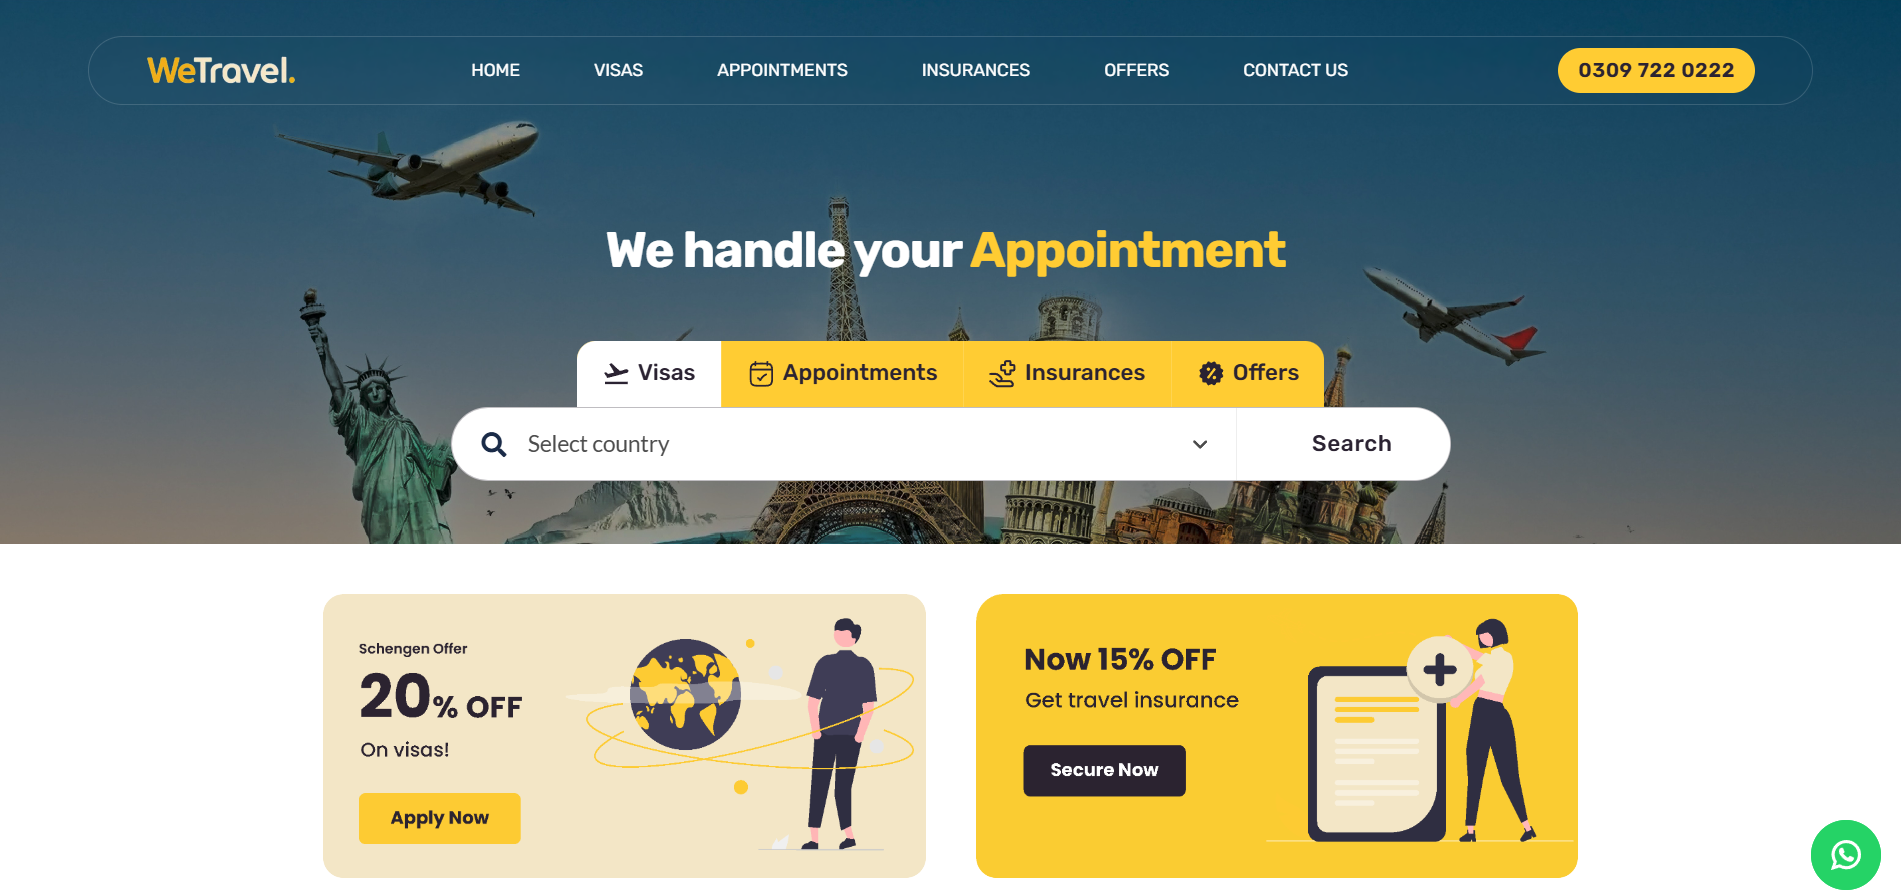 WeTravel.
HOME VISAS APPOINTMENTS INSURANCES OFFERS CONTACT US
0309 722 0222
We handle your Appointment
Visas Appointments Insurances Offers
Select country
Search
Schengen Offer
20% OFF
On visas!
Apply Now
Now 15% OFF
Get travel insurance
Secure Now